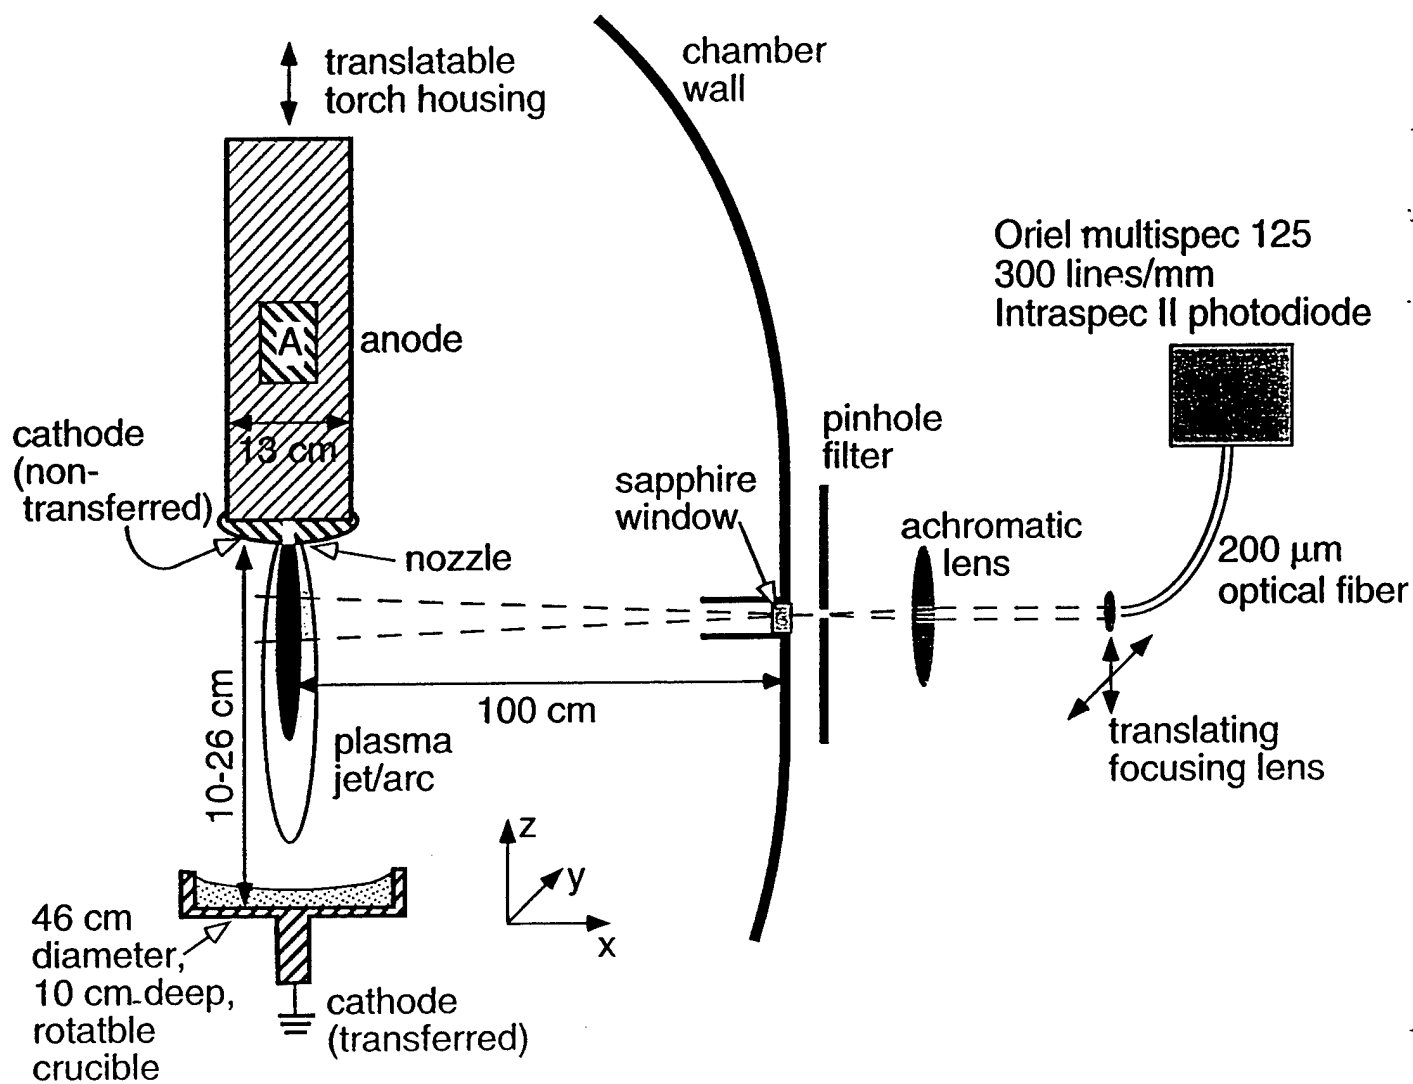 translatable
torch housing
chamber
wall
Oriel multispec 125
300 lines/mm
Intraspec II photodiode
A
anode
cathode
(non-
transferred)
13 cm
pinhole
filter
sapphire
window
achromatic
lens
nozzle
200 µm
optical fiber
100 cm
10-26 cm
plasma
jet/arc
translating
focusing lens
z
y
x
46 cm
diameter,
10 cm deep,
rotatble
crucible
cathode
(transferred)